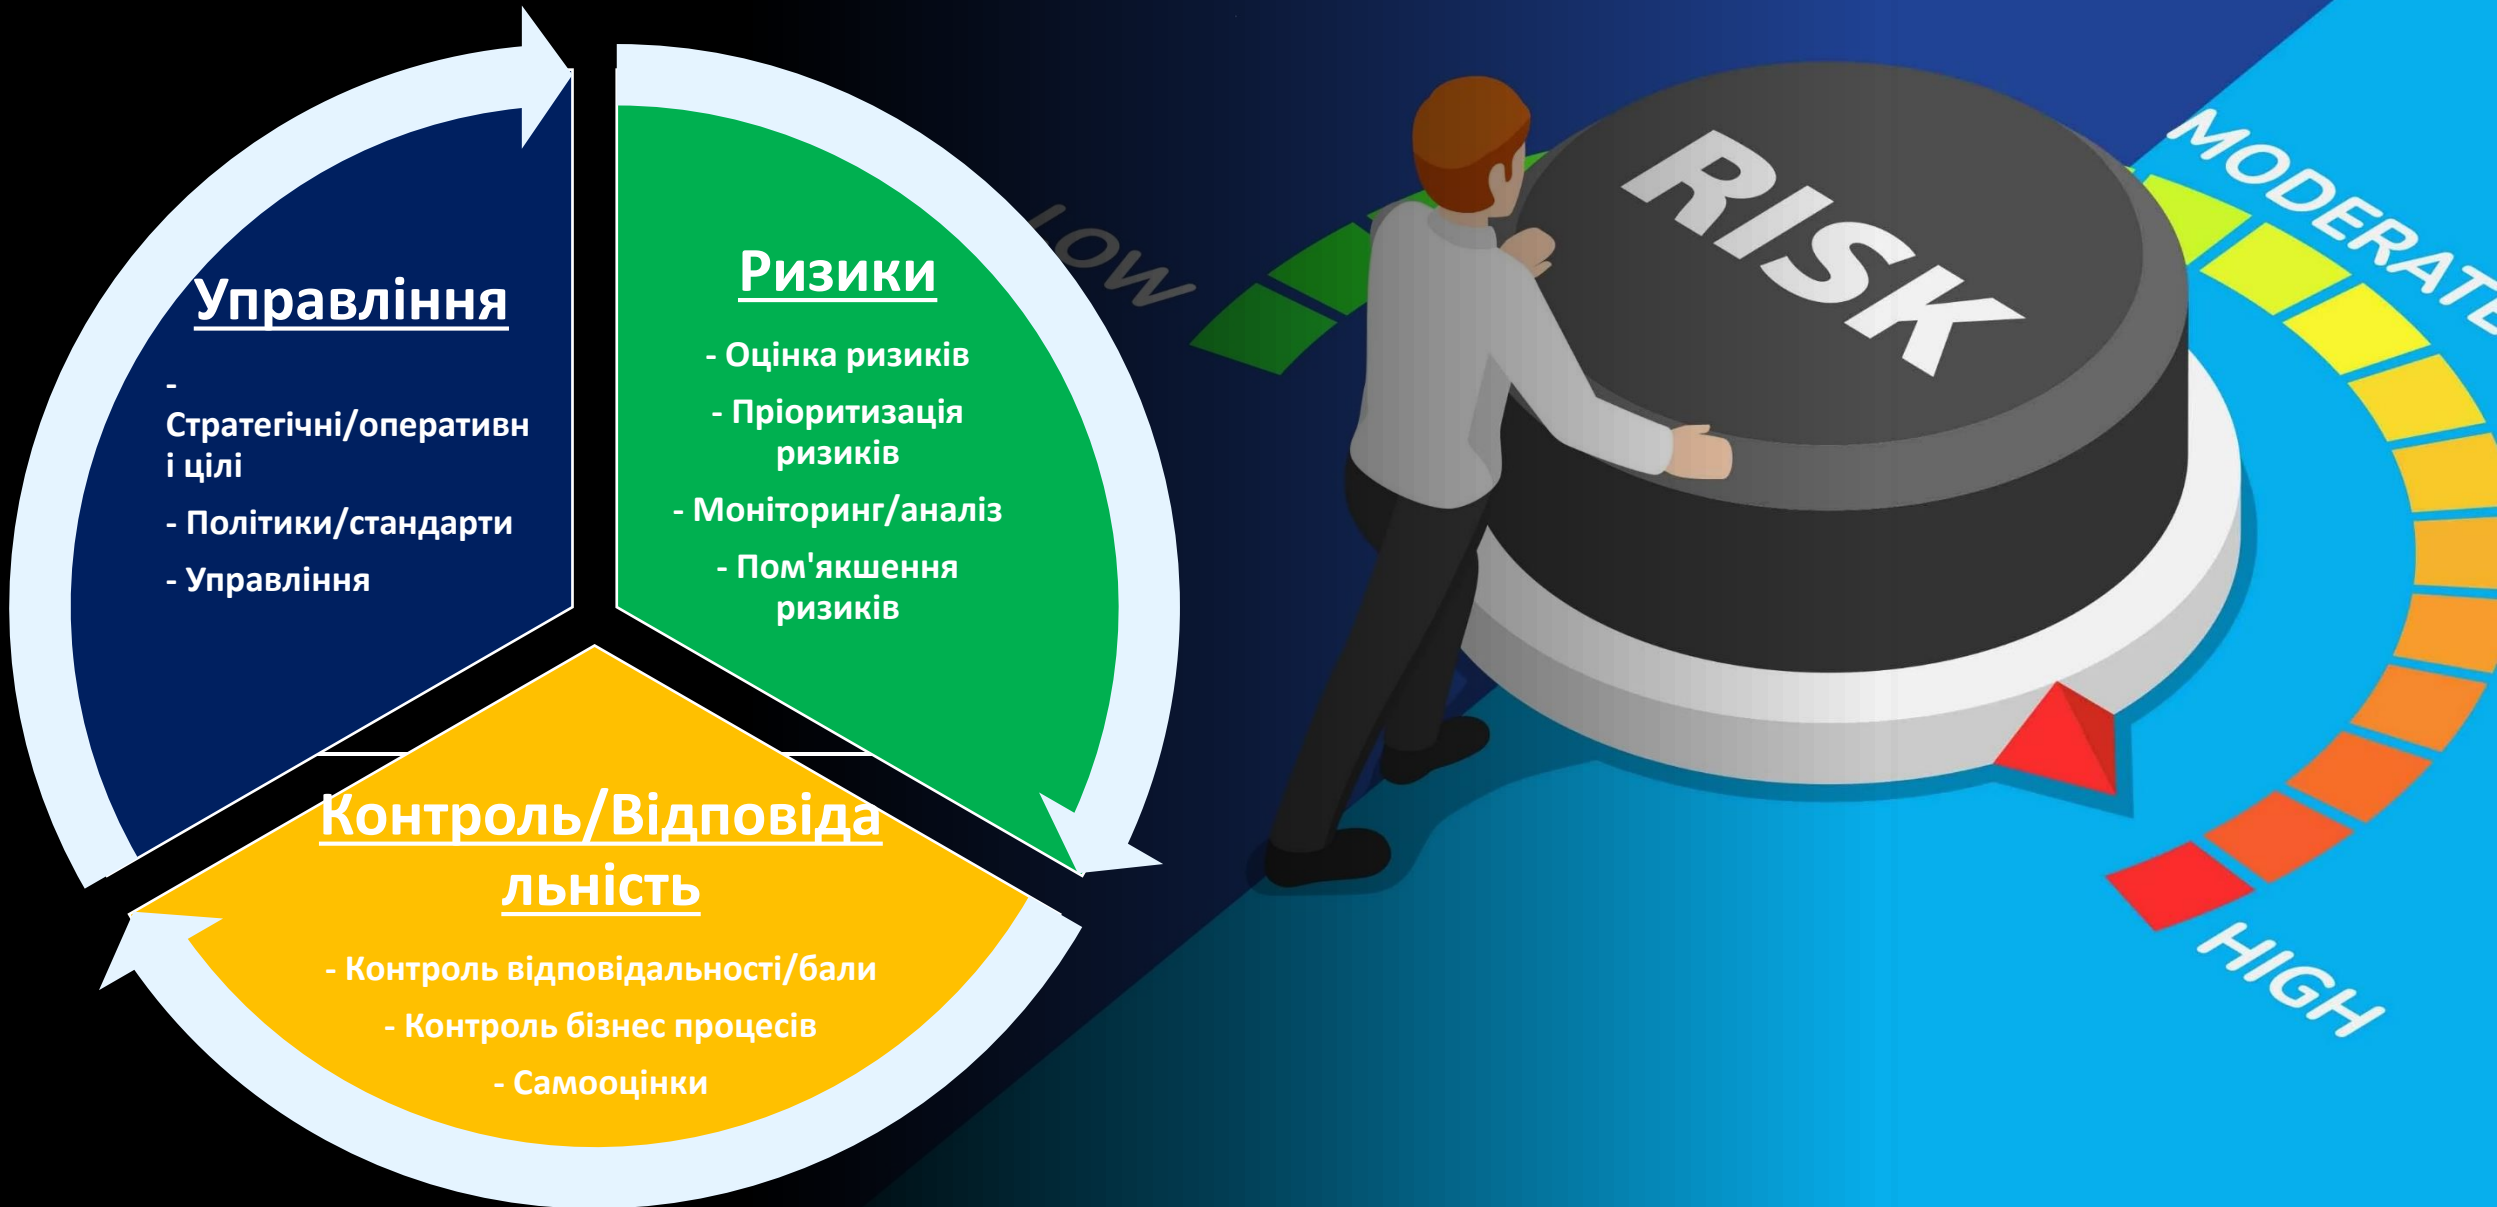 Управління
-
Стратегічні/оперативн
і цілі
- Політики/стандарти
- Управління
Ризики
- Оцінка ризиків
- Пріоритизація
ризиків
- Моніторинг/аналіз
- Пом'якшення
ризиків
Контроль/Відповіда
льність
- Контроль відповідальності/бали
- Контроль бізнес процесів
- Самооцінки
LOW
RISK
MODERATE
HIGH